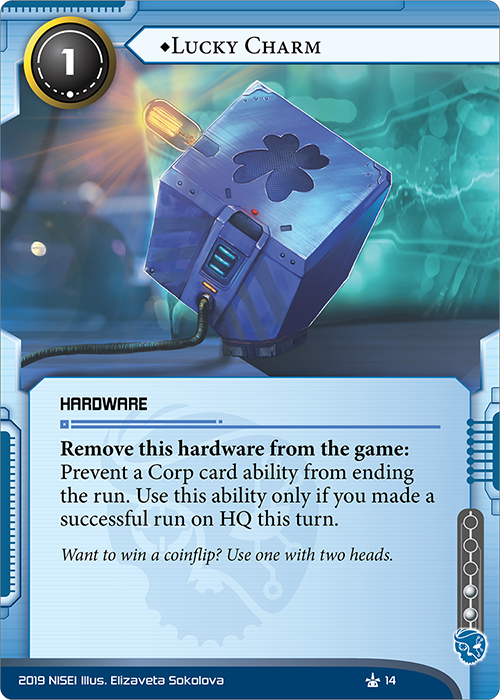 1
♦Lucky Charm
HARDWARE
Remove this hardware from the game:
Prevent a Corp card ability from ending
the run. Use this ability only if you made a
successful run on HQ this turn.
Want to win a coinflip? Use one with two heads.
2019 NISEI Illus. Elizaveta Sokolova
14